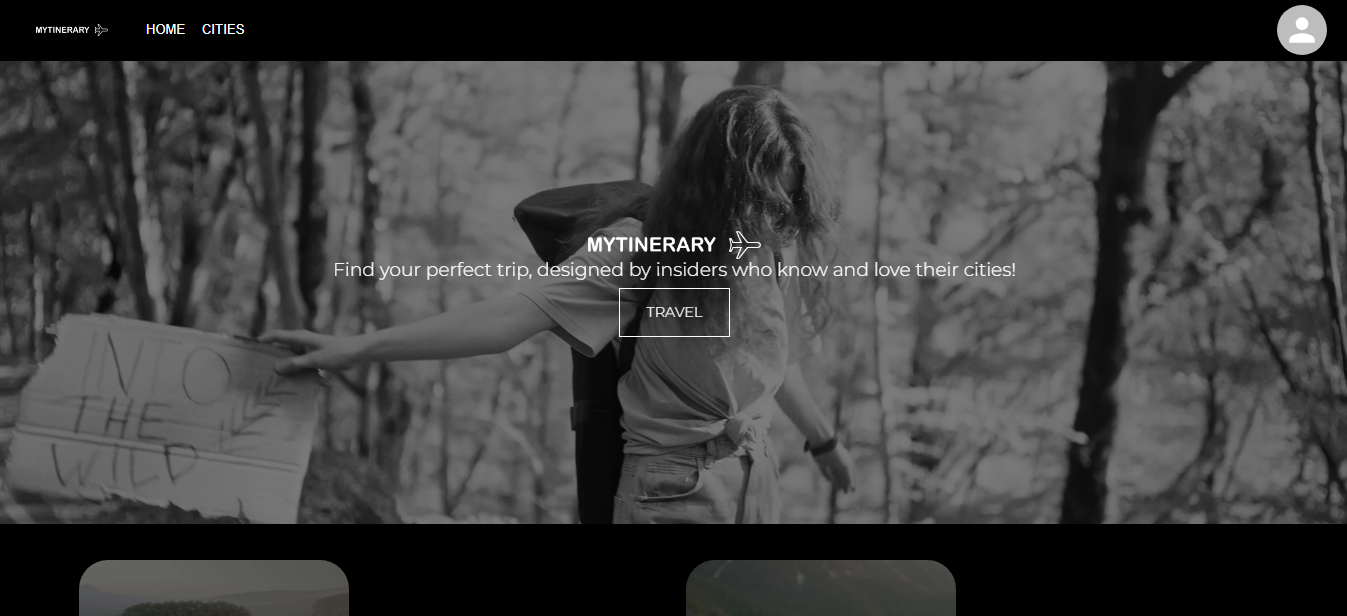 MYTINERARY
HOME
CITIES
MYTINERARY
Find your perfect trip, designed by insiders who know and love their cities!
TRAVEL
INTO
THE
WILD